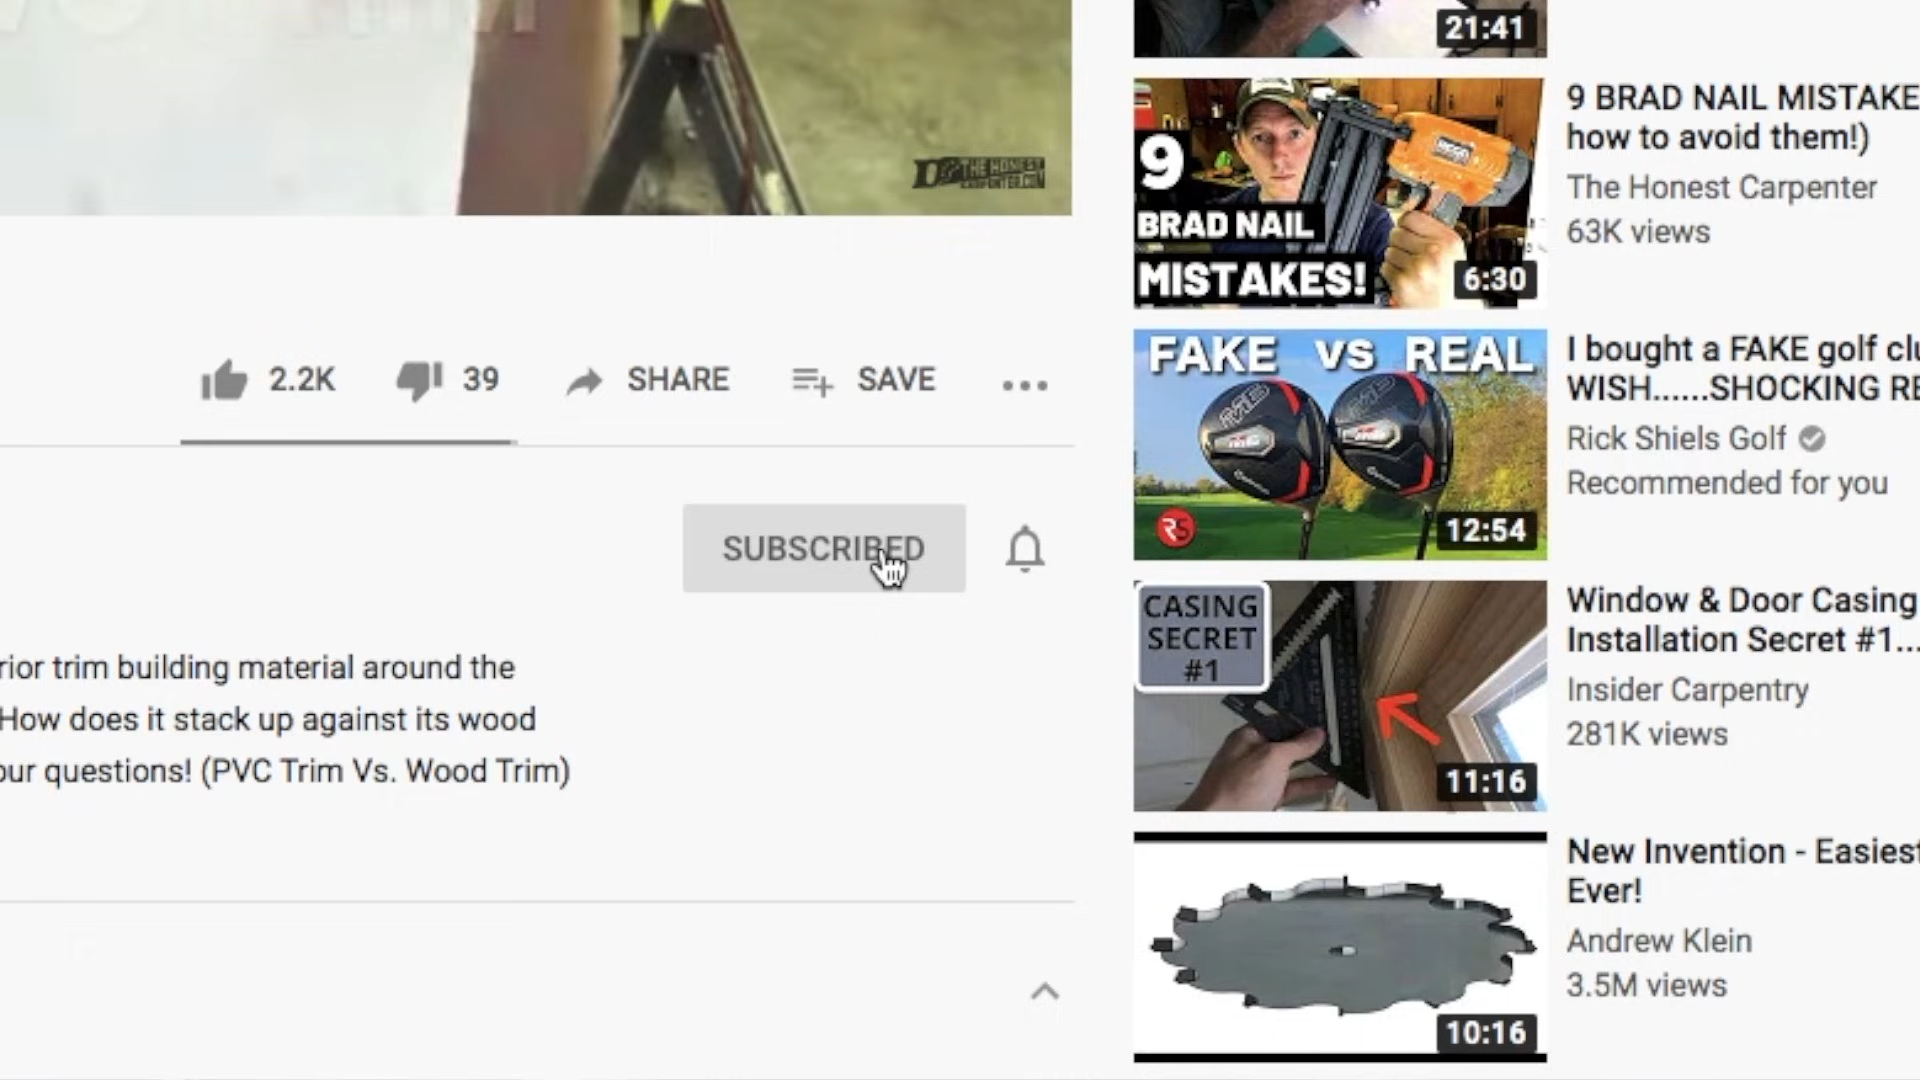 THE HONEST
CARPENTER.COM
2.2K
39
SHARE
SAVE
SUBSCRIBED
rior trim building material around the
How does it stack up against its wood
our questions! (PVC Trim Vs. Wood Trim)
21:41
9
BRAD NAIL
MISTAKES!
6:30
9 BRAD NAIL MISTAKE
how to avoid them!)
The Honest Carpenter
63K views
FAKE VS REAL
RS
12:54
I bought a FAKE golf clu
WISH......SHOCKING RE
Rick Shiels Golf
Recommended for you
CASING
SECRET
#1
11:16
Window & Door Casing
Installation Secret #1...
Insider Carpentry
281K views
10:16
New Invention - Easiest
Ever!
Andrew Klein
3.5M views